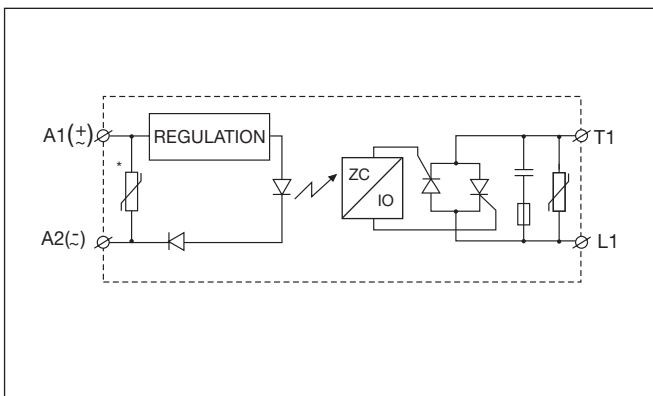 A1(±~)
REGULATION
T1
*
ZC
IO
A2(-~)
L1